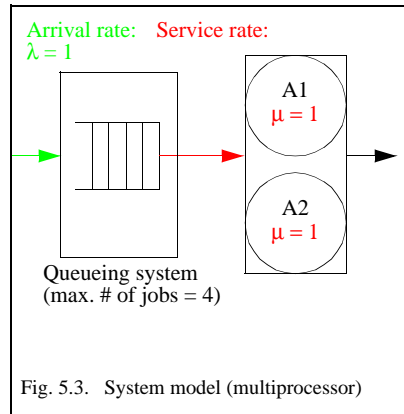 Arrival rate: Service rate:
λ = 1
A1
μ = 1
A2
μ = 1
Queueing system
(max. # of jobs = 4)
Fig. 5.3. System model (multiprocessor)